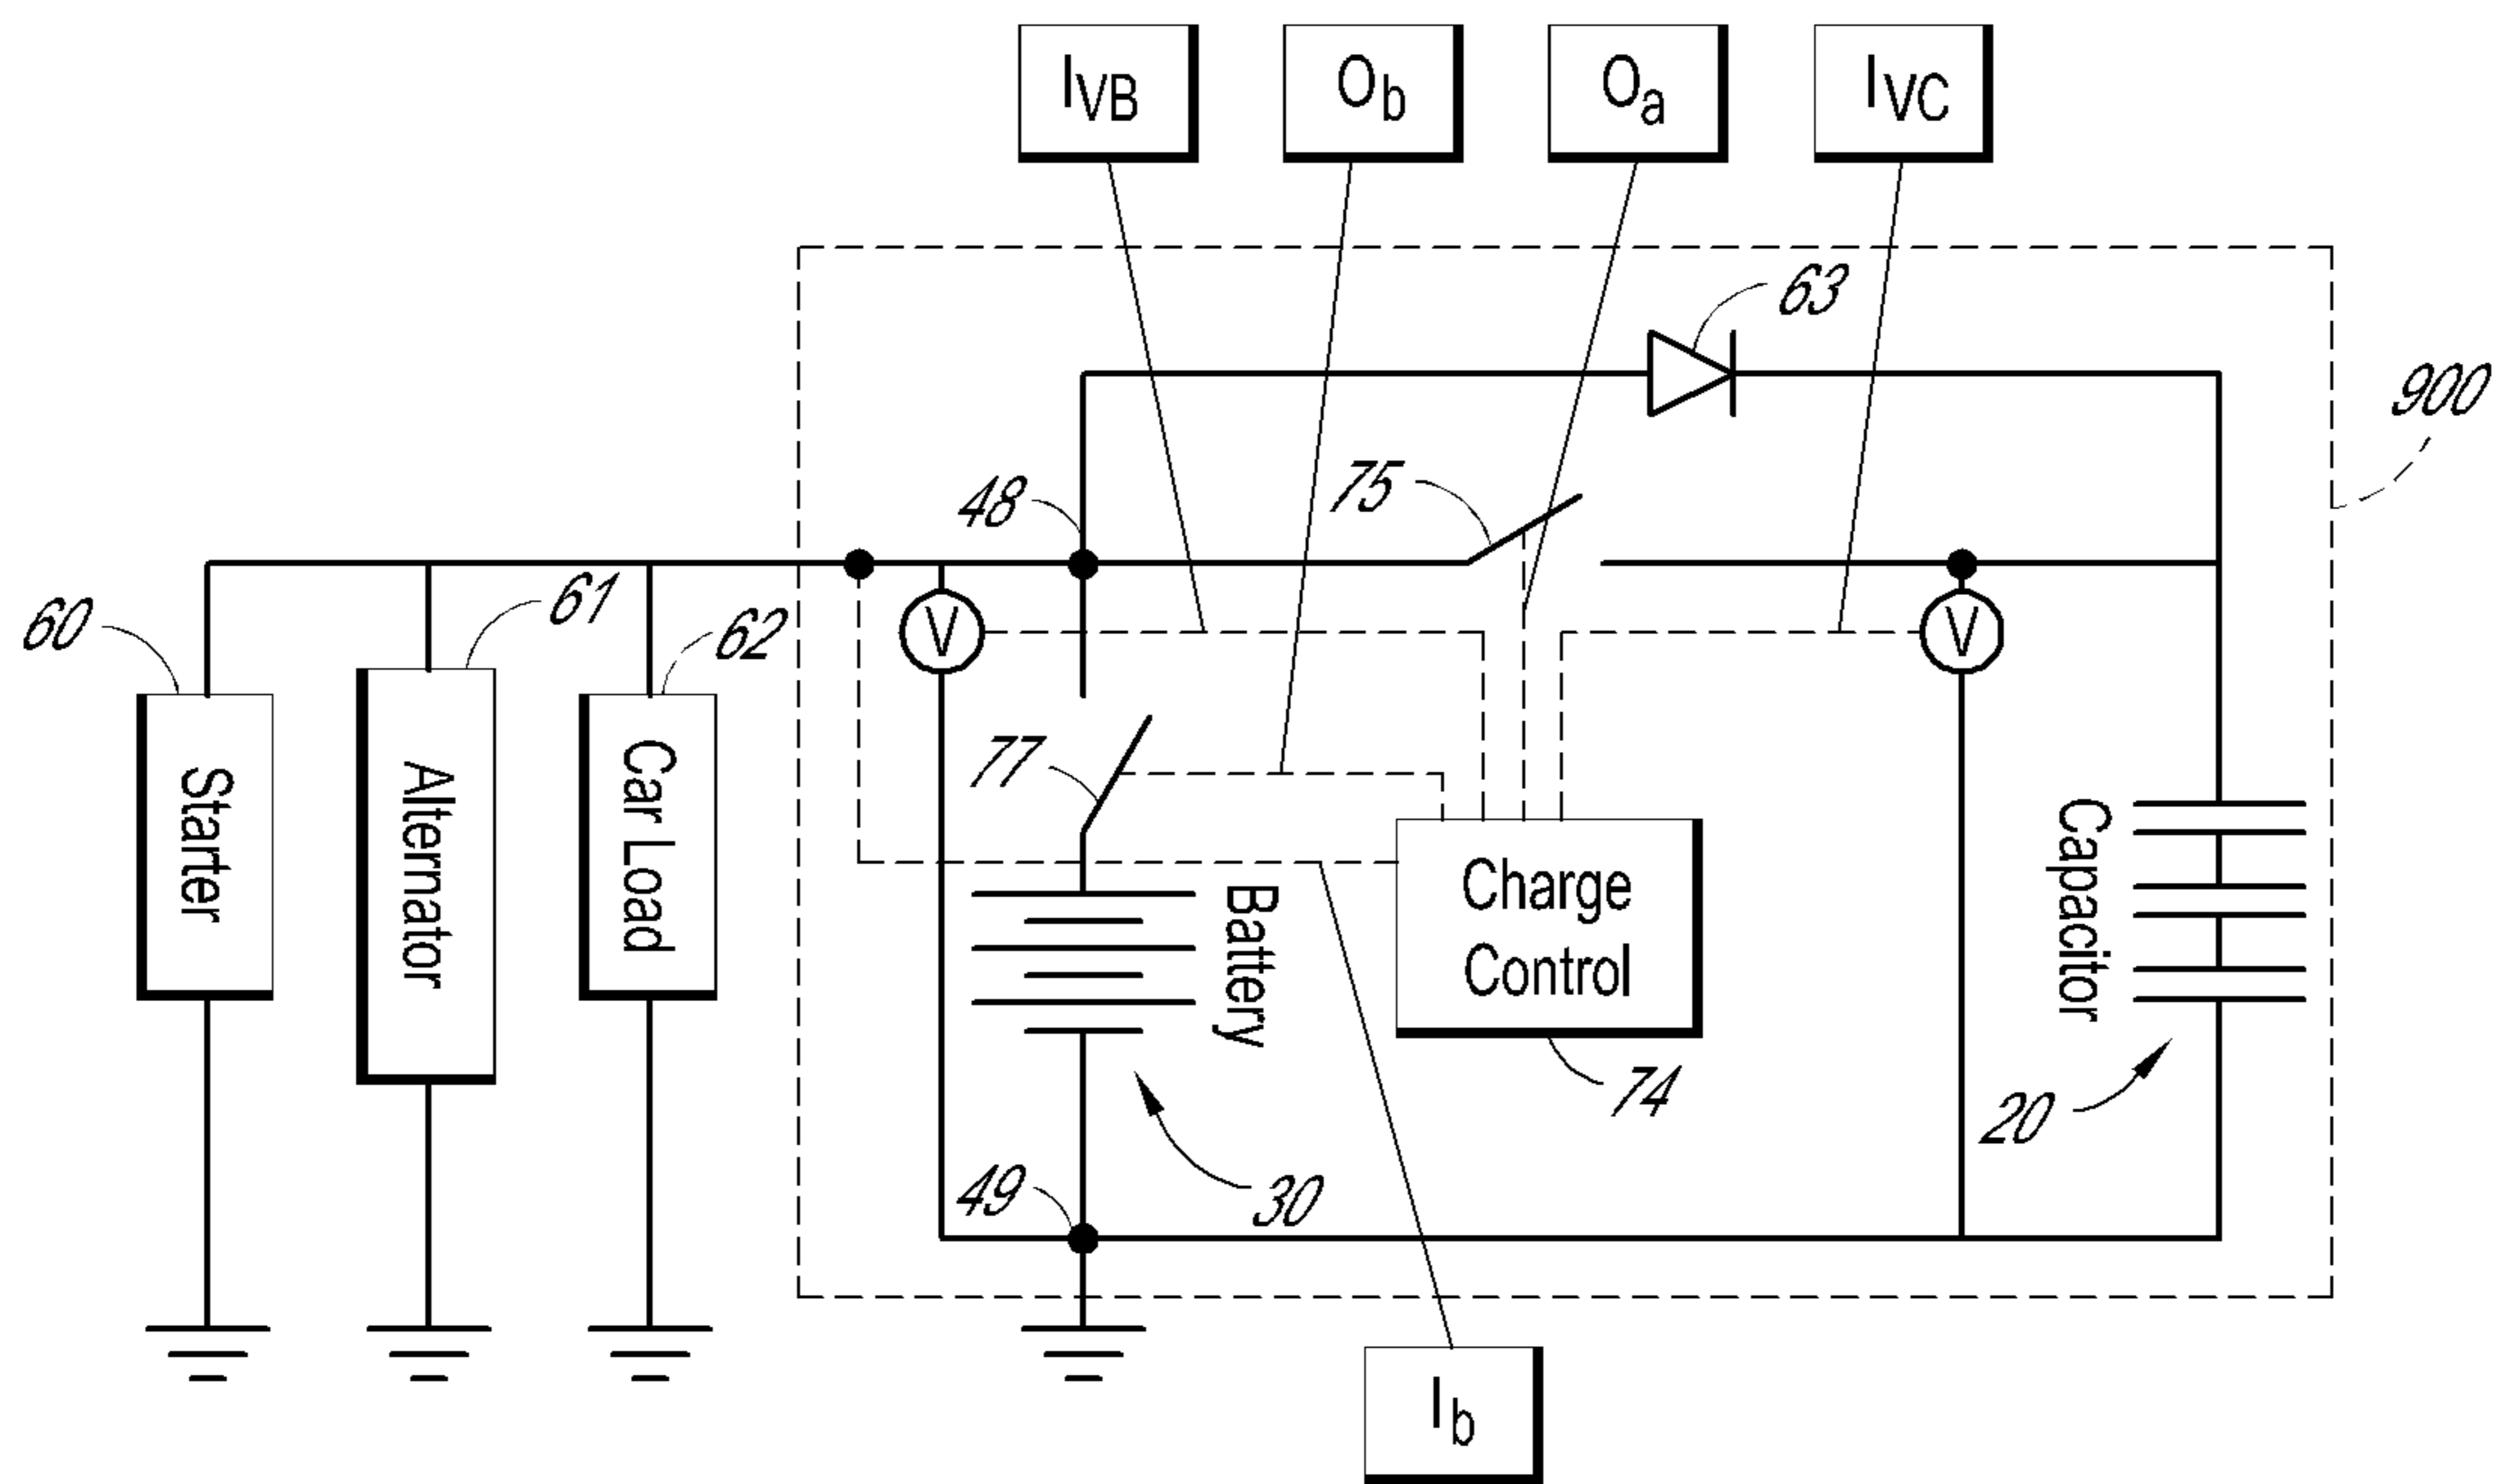 IVB
Ob
Oa
IVC
63
900
48
75
60
61
62
V
V
77
Starter
Alternator
Car Load
Battery
Charge
Control
Capacitor
74
20
49
30
Ib